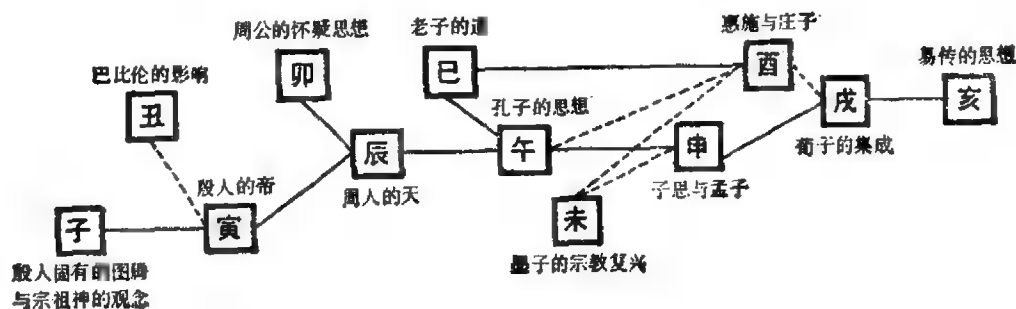 周公的怀疑思想
老子的道
惠施与庄子
巴比伦的影响
卯
巳
酉
易传的思想
丑
孔子的思想
戌
亥
辰
午
申
殷人的帝
周人的天
子思与孟子
荀子的集成
子
寅
未
殷人固有的图腾
与宗祖神的观念
墨子的宗教复兴